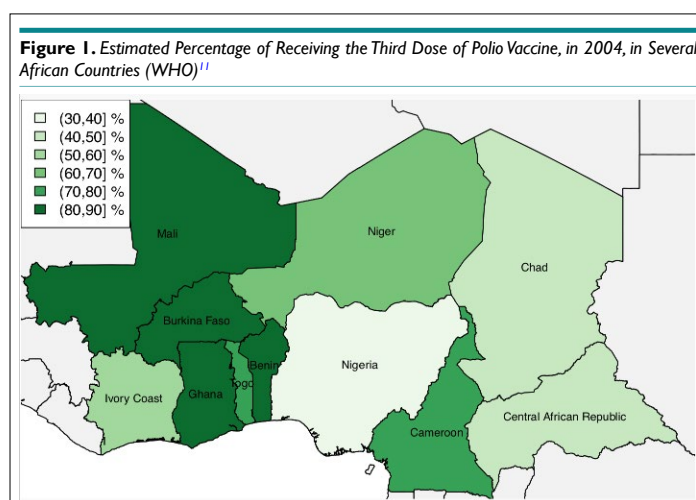 Figure 1. Estimated Percentage of Receiving the Third Dose of Polio Vaccine, in 2004, in Several
African Countries (WHO)11
(30,40] %
(40,50] %
(50,60] %
(60,70] %
(70,80] %
(80,90] %
Mali
Niger
Chad
Burkina Faso
Benin
Nigeria
Togo
Ghana
Ivory Coast
Central African Republic
Cameroon